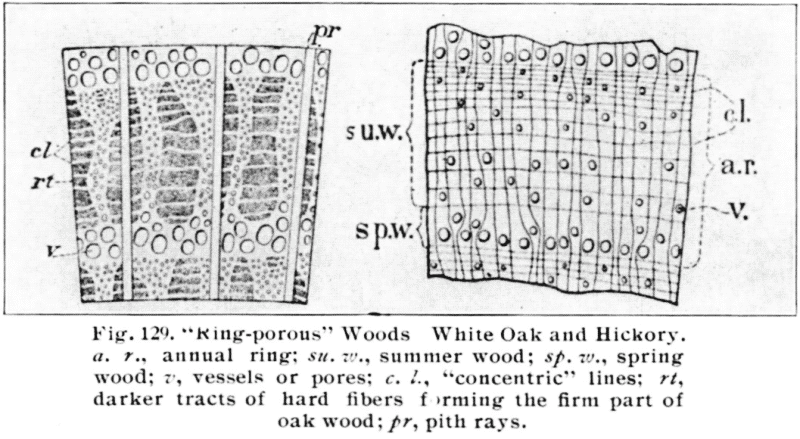 pr
cl
rt
v
su.w.
sp.w.
c.l.
a.r.
v.
Fig. 129. "Ring-porous" Woods White Oak and Hickory.
a. r., annual ring; su. w., summer wood; sp. w., spring
wood; v, vessels or pores; c. l., "concentric" lines; rt,
darker tracts of hard fibers forming the firm part of
oak wood; pr, pith rays.